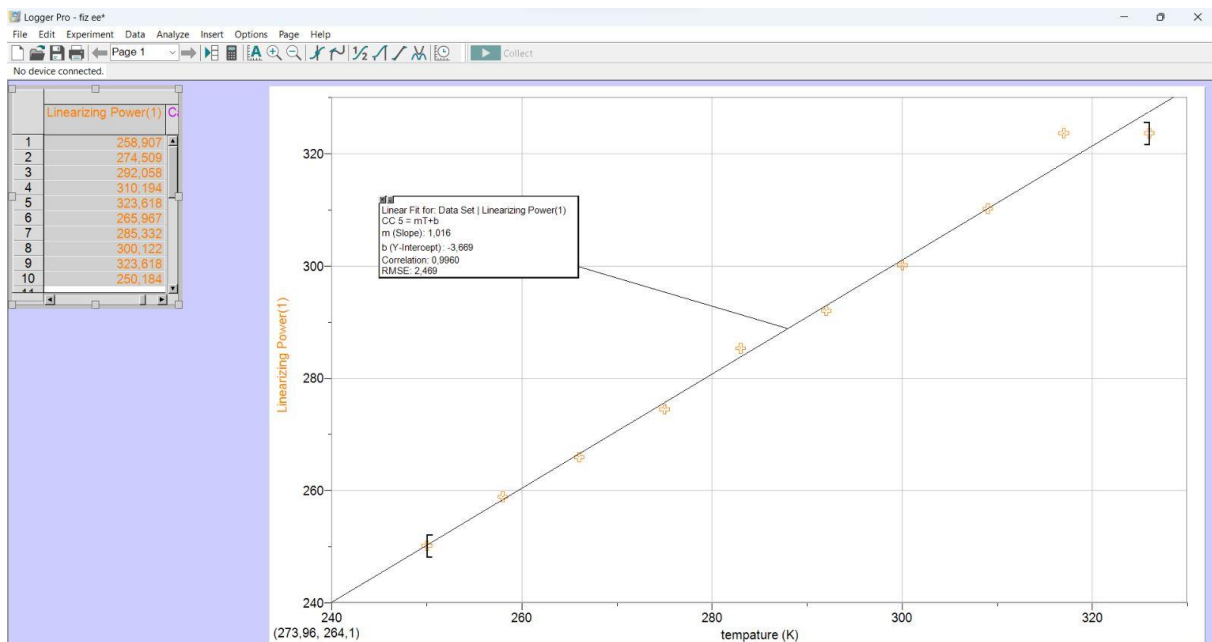 Logger Pro - fiz ee*
File Edit Experiment Data Analyze Insert Options Page Help
Page 1
Collect
No device connected.
Linearizing Power(1)
1 258,907
2 274,509
3 292,058
4 310,194
5 323,618
6 265,967
7 285,332
8 300,122
9 323,618
10 250,184
Linear Fit for: Data Set | Linearizing Power(1)
CC 5 = mT+b
m (Slope): 1,016
b (Y-Intercept): -3,669
Correlation: 0,9960
RMSE: 2,469
Linearizing Power(1)
320
300
280
260
240
240 260 280 300 320
(273,96, 264,1)
tempature (K)